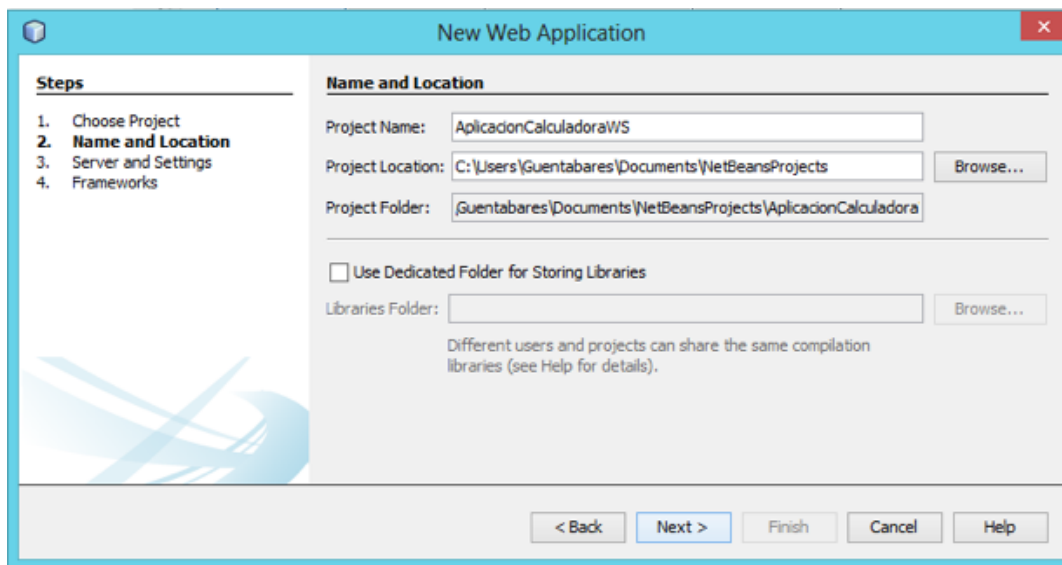 New Web Application
Steps
1. Choose Project
2. Name and Location
3. Server and Settings
4. Frameworks
Name and Location
Project Name: AplicacionCalculadoraWS
Project Location: C:\Users\Guentabares\Documents\NetBeansProjects Browse...
Project Folder: Guentabares\Documents\NetBeansProjects\AplicacionCalculadora
Use Dedicated Folder for Storing Libraries
Libraries Folder: Browse...
Different users and projects can share the same compilation
libraries (see Help for details).
< Back Next > Finish Cancel Help